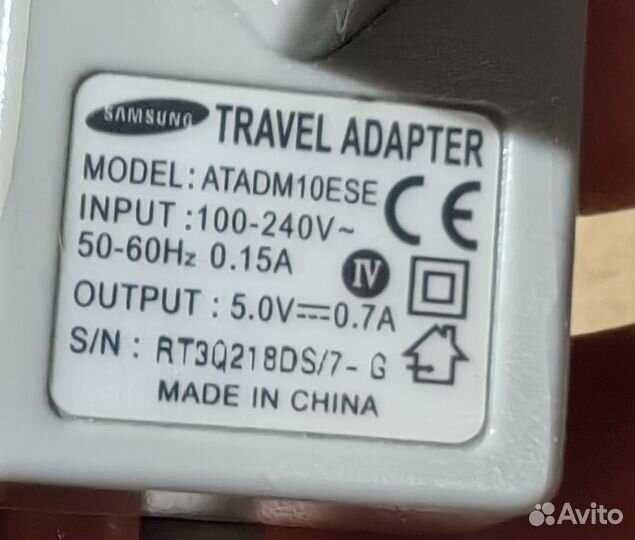 SAMSUNG TRAVEL ADAPTER
MODEL: ATADM10ESE
CE
INPUT :100-240V~
50-60Hz 0.15A
IV
OUTPUT : 5.0V⎓0.7A
S/N : RT3Q218DS/7- G
MADE IN CHINA
Avito